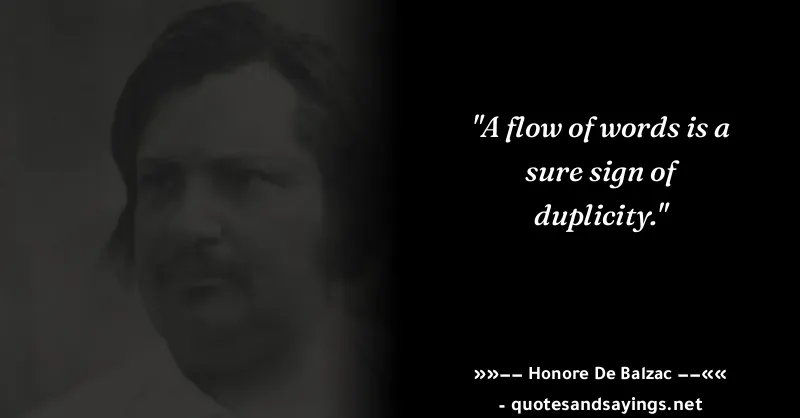 "A flow of words is a
sure sign of
duplicity."
»»−− Honore De Balzac −−««
- quotesandsayings.net